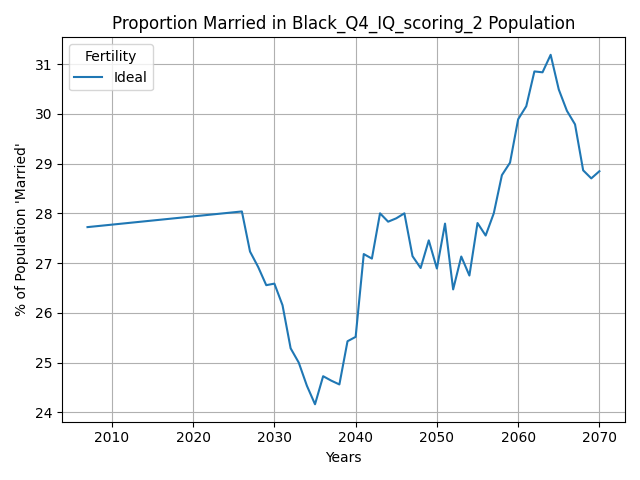 Proportion Married in Black_Q4_IQ_scoring_2 Population
Fertility
Ideal
% of Population 'Married'
31
30
29
28
27
26
25
24
2010 2020 2030 2040 2050 2060 2070
Years